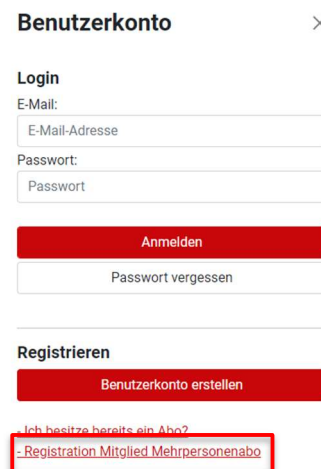 Benutzerkonto
Login
E-Mail:
E-Mail-Adresse
Passwort:
Passwort
Anmelden
Passwort vergessen
Registrieren
Benutzerkonto erstellen
- Ich besitze bereits ein Abo?
- Registration Mitglied Mehrpersonenabo